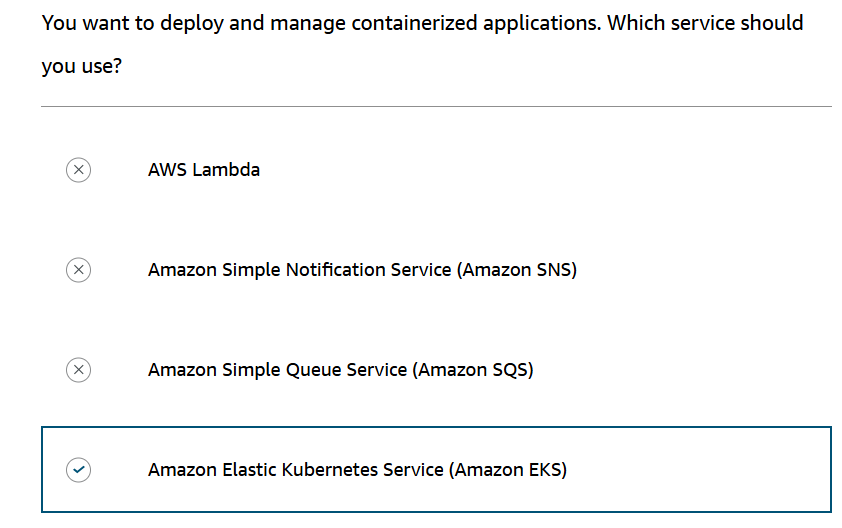 You want to deploy and manage containerized applications. Which service should
you use?
AWS Lambda
Amazon Simple Notification Service (Amazon SNS)
Amazon Simple Queue Service (Amazon SQS)
Amazon Elastic Kubernetes Service (Amazon EKS)